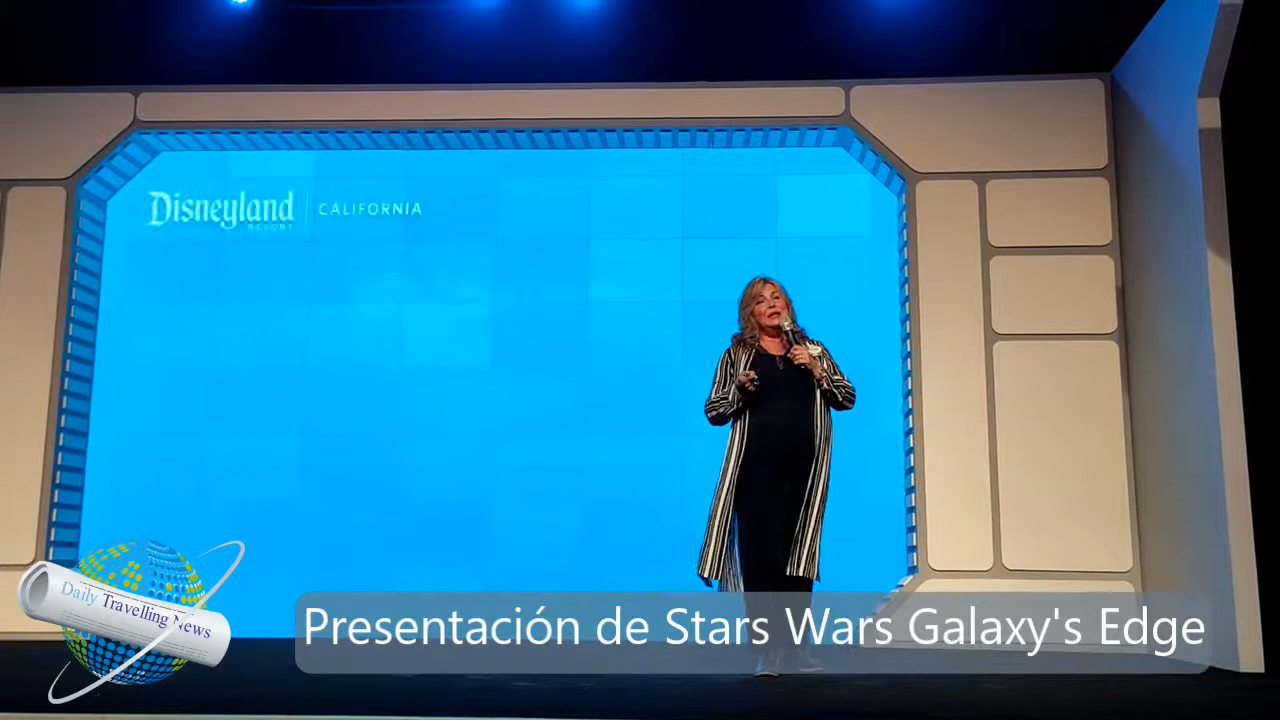 Disneyland | CALIFORNIA
RESORT
Daily Travelling News
Presentación de Stars Wars Galaxy's Edge